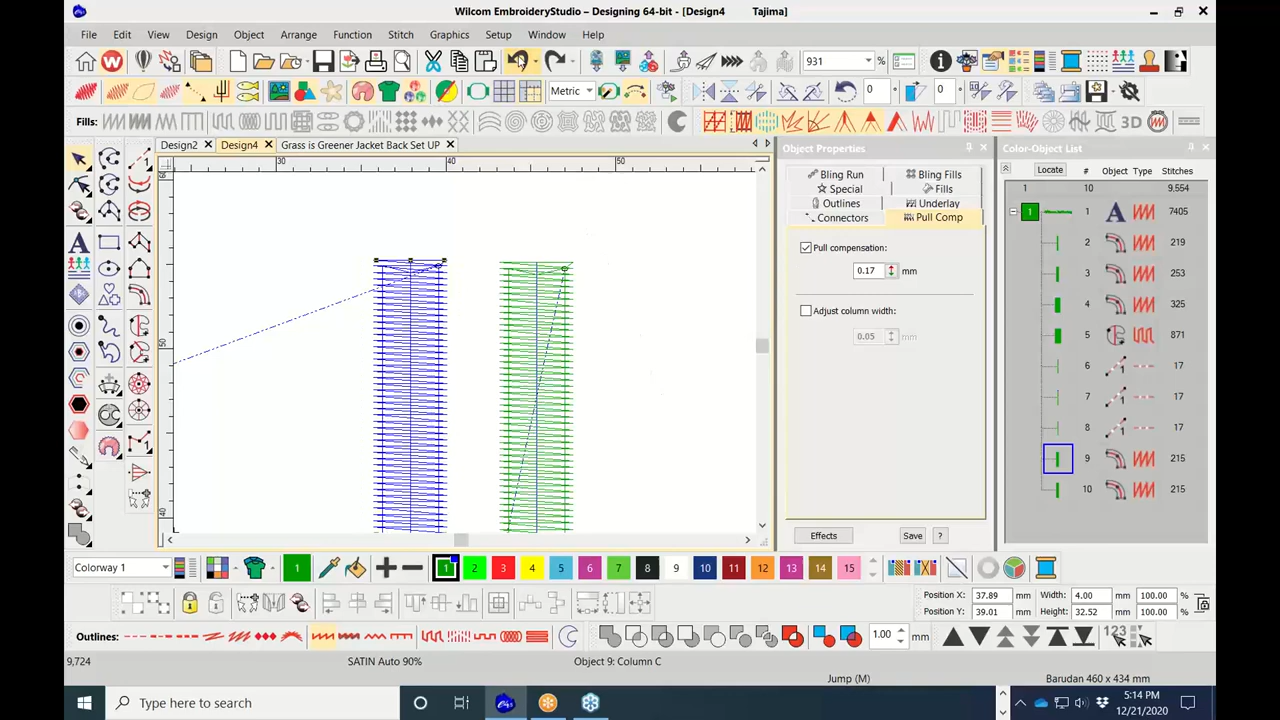 Wilcom EmbroideryStudio – Designing 64-bit - [Design4 Tajima]
File Edit View Design Object Arrange Function Stitch Graphics Setup Window Help
931
Metric 0 0
Fills: 3D
Design2 Design4 Grass is Greener Jacket Back Set UP
30 40 50
50
40
Object Properties
Bling Run Bling Fills
Special Fills
Outlines Underlay
Connectors Pull Comp
Pull compensation:
0.17 mm
Adjust column width:
0.05 mm
Effects Save ?
Color-Object List
Locate # Object Type Stitches
1 10 9.554
1 1 A 7405
2 219
3 253
4 325
5 871
6 17
7 17
8 17
9 215
10 215
Colorway 1 1 1 2 3 4 5 6 7 8 9 10 11 12 13 14 15
Position X: 37.89 mm Width: 4.00 mm 100.00 %
Position Y: 39.01 mm Height: 32.52 mm 100.00 %
Outlines: 1.00 mm 123
9,724 SATIN Auto 90% Object 9: Column C Jump (M) Barudan 460 x 434 mm
Type here to search
5:14 PM
12/21/2020